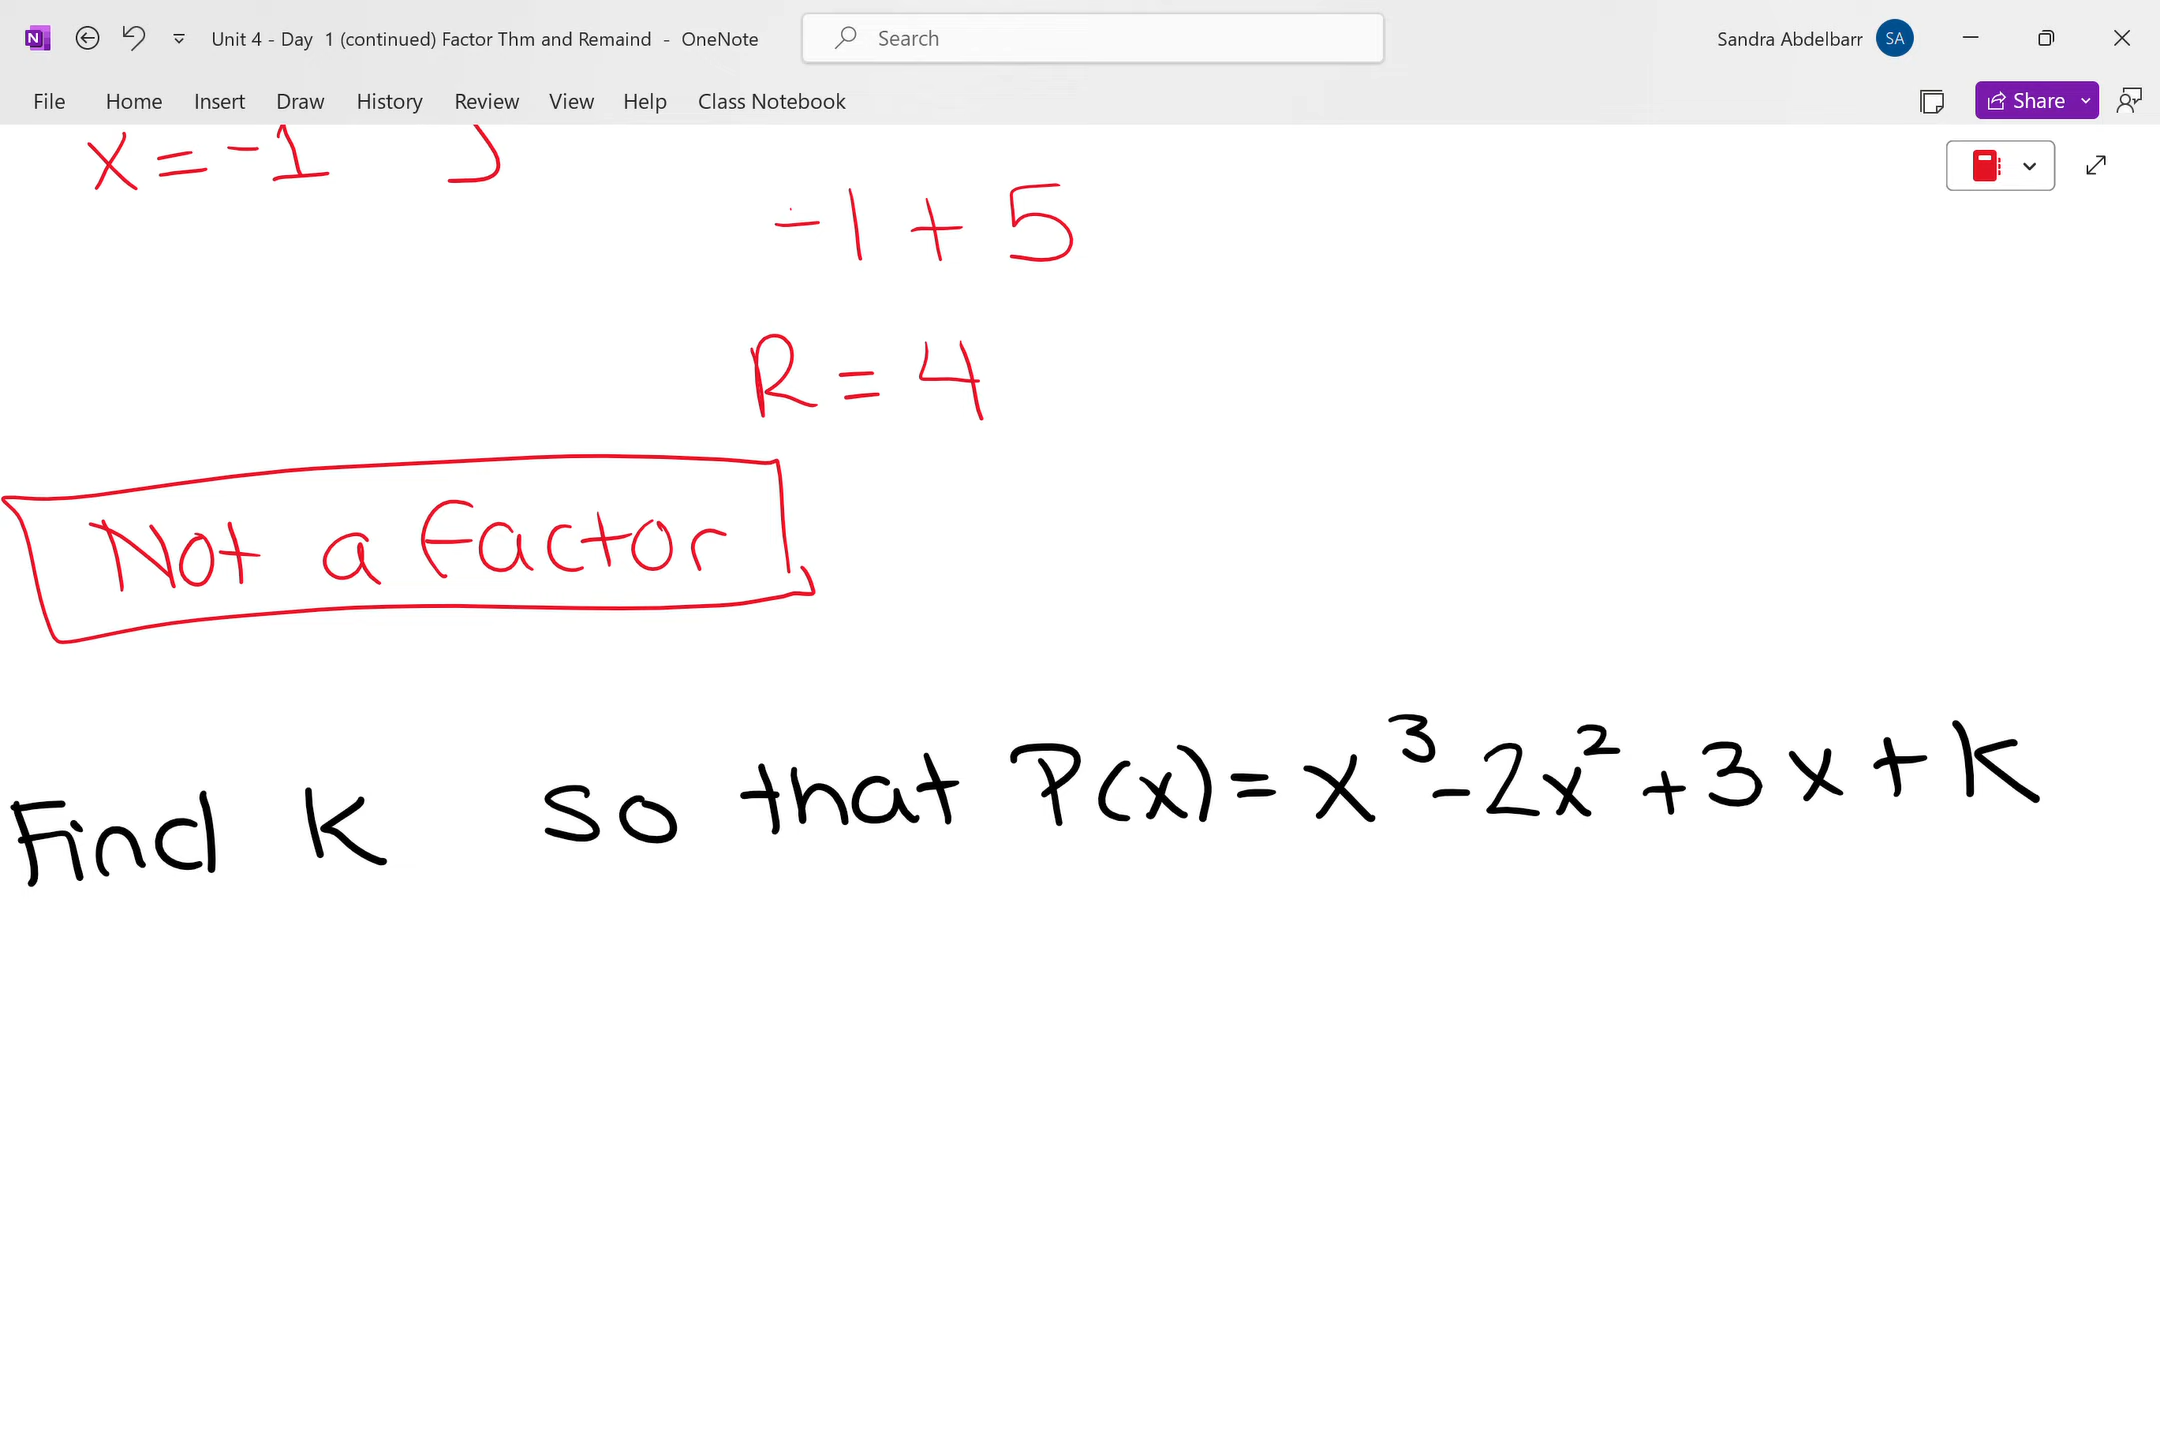 Unit 4 - Day 1 (continued) Factor Thm and Remaind - OneNote
Search
Sandra Abdelbarr SA
File Home Insert Draw History Review View Help Class Notebook
Share
x = -1
-1 + 5
R = 4
Not a factor
Find K so that P(x) = x³ - 2x² + 3x + K